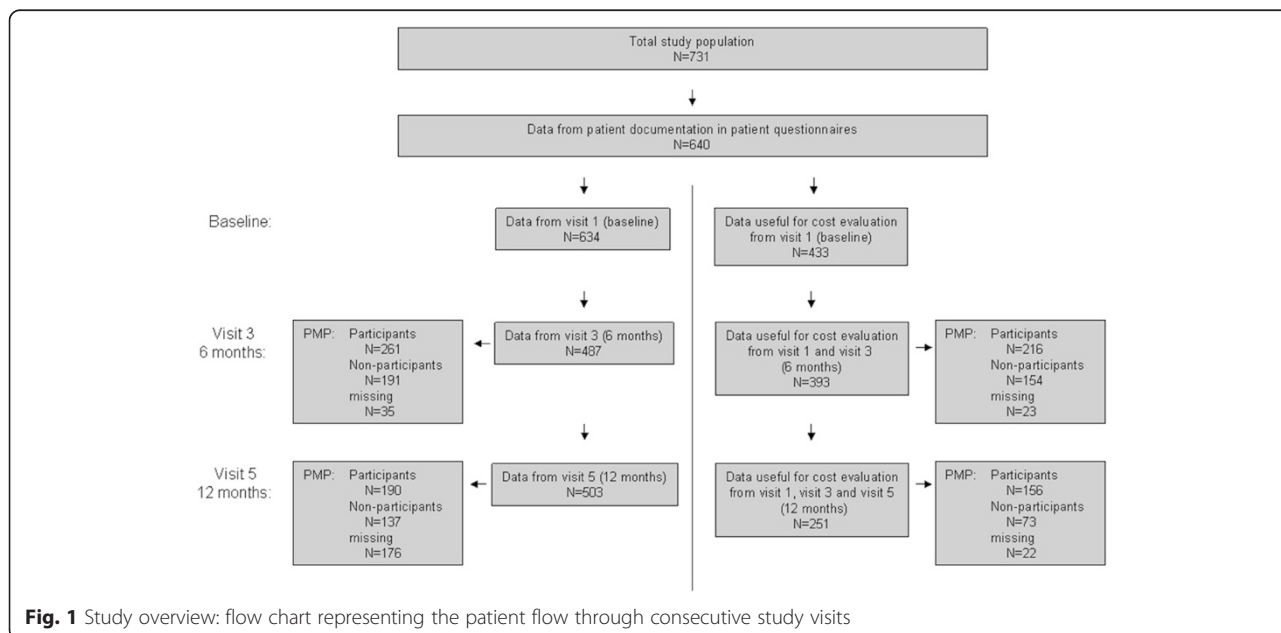 Total study population
N=731
Data from patient documentation in patient questionnaires
N=640
Baseline:
Data from visit 1 (baseline)
N=634
Data useful for cost evaluation
from visit 1 (baseline)
N=433
Visit 3
6 months:
PMP: Participants
N=261
Non-participants
N=191
missing
N=35
Data from visit 3 (6 months)
N=487
Data useful for cost evaluation
from visit 1 and visit 3
(6 months)
N=393
PMP: Participants
N=216
Non-participants
N=154
missing
N=23
Visit 5
12 months:
PMP: Participants
N=190
Non-participants
N=137
missing
N=176
Data from visit 5 (12 months)
N=503
Data useful for cost evaluation
from visit 1, visit 3 and visit 5
(12 months)
N=251
PMP: Participants
N=156
Non-participants
N=73
missing
N=22
Fig. 1 Study overview: flow chart representing the patient flow through consecutive study visits